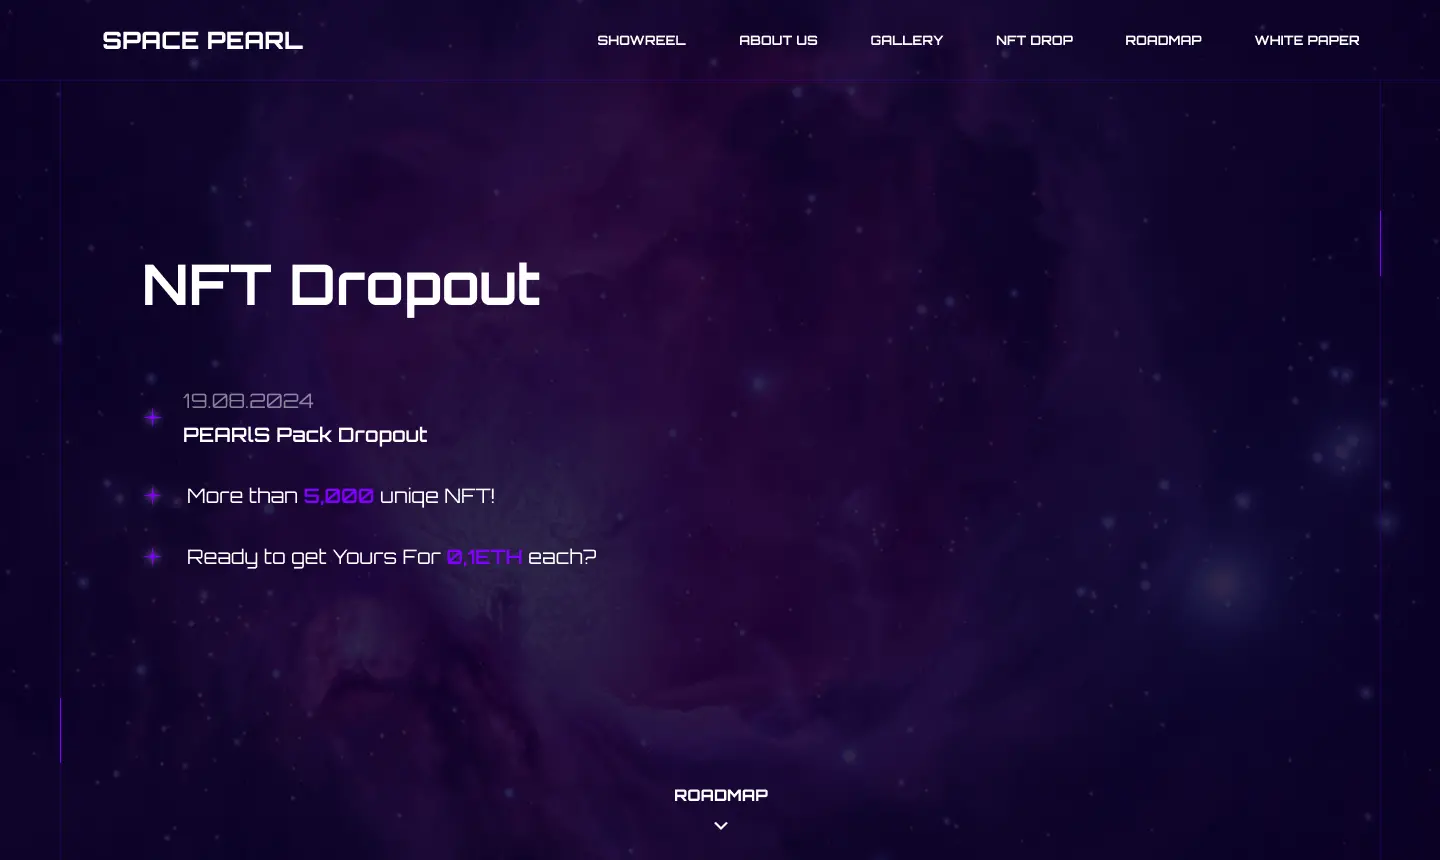 SPACE PEARL
SHOWREEL ABOUT US GALLERY NFT DROP ROADMAP WHITE PAPER
NFT Dropout
19.08.2024
PEARlS Pack Dropout
More than 5,000 uniqe NFT!
Ready to get Yours For 0,1ETH each?
ROADMAP